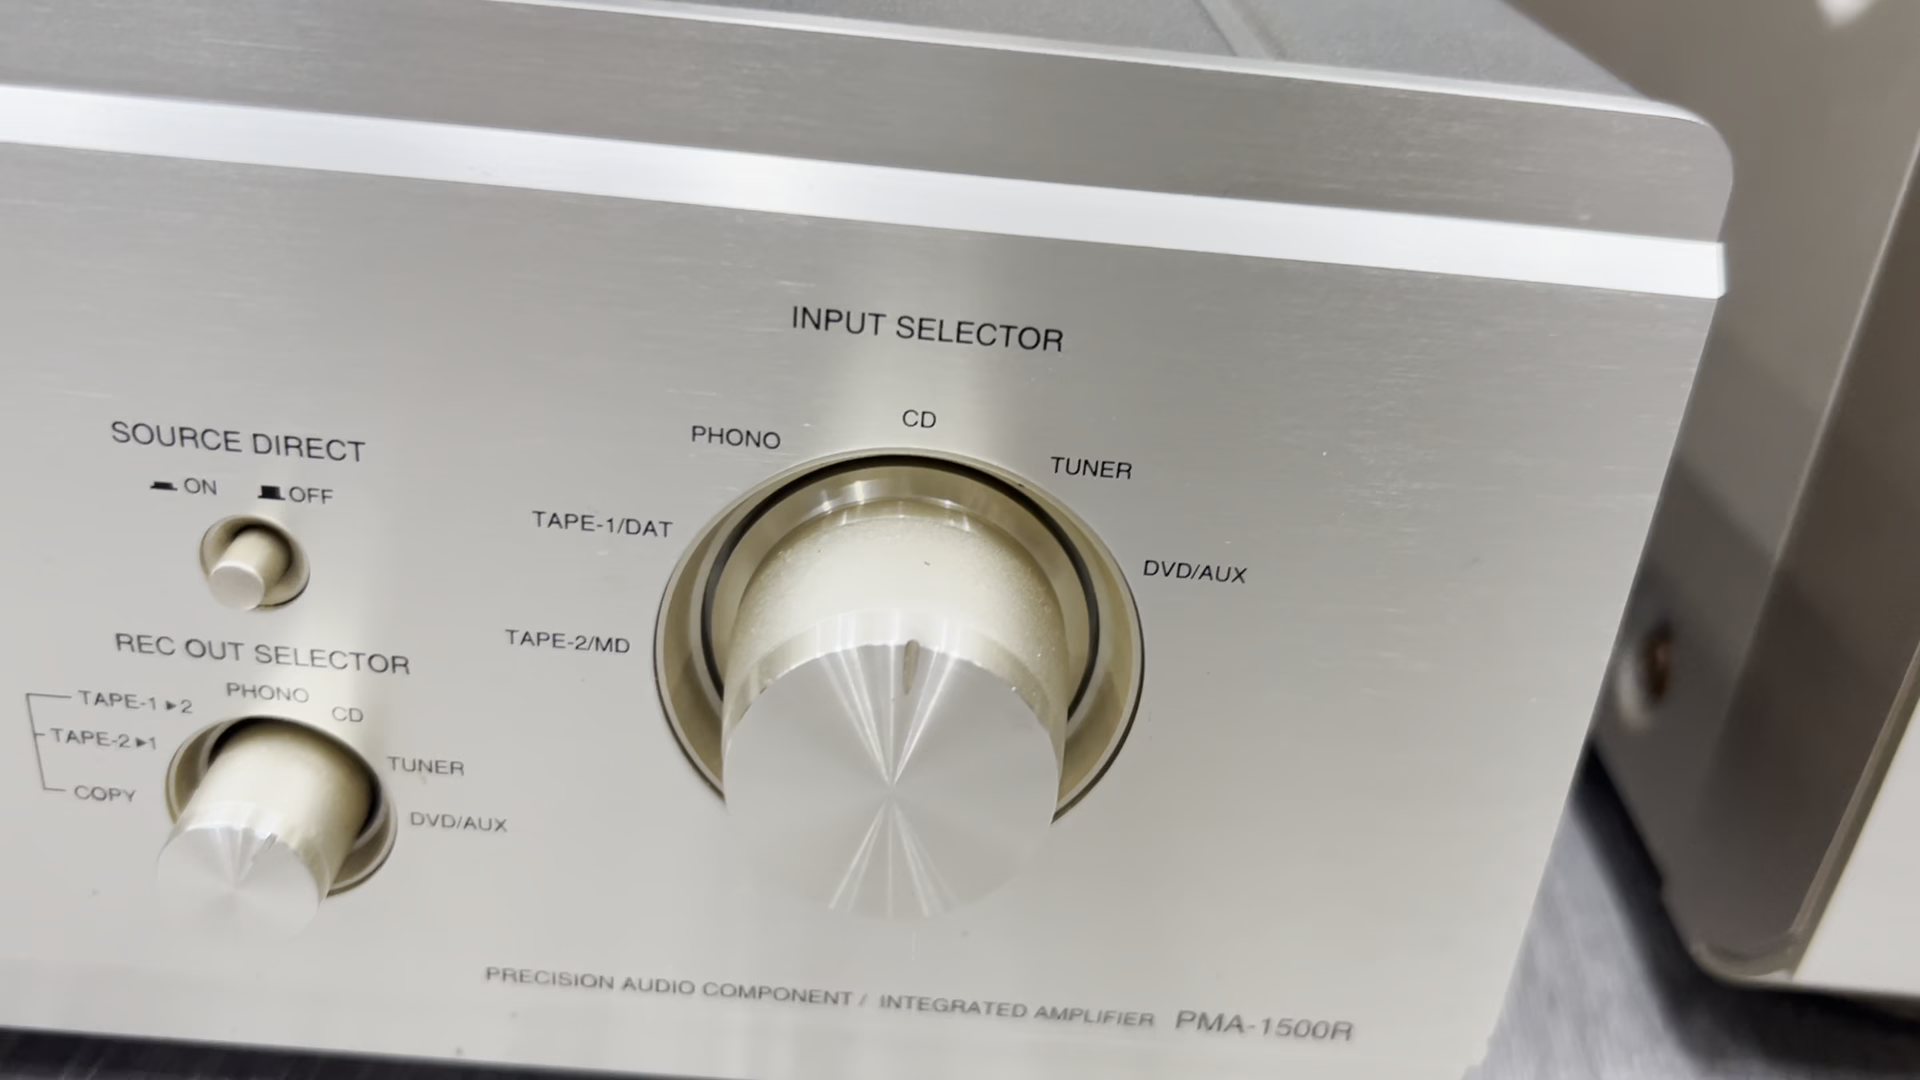 INPUT SELECTOR
PHONO
CD
TUNER
TAPE-1/DAT
DVD/AUX
TAPE-2/MD
SOURCE DIRECT
ON OFF
REC OUT SELECTOR
TAPE-1▶2
PHONO
CD
TAPE-2▶1
TUNER
COPY
DVD/AUX
PRECISION AUDIO COMPONENT / INTEGRATED AMPLIFIER PMA-1500R